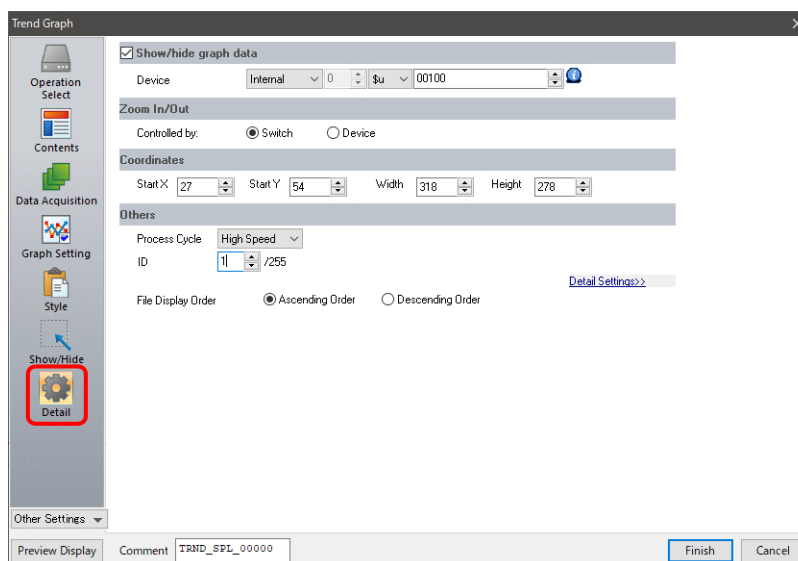 Trend Graph
Operation
Select
Contents
Data Acquisition
Graph Setting
Style
Show/Hide
Detail
Other Settings
Show/hide graph data
Device Internal 0 $u 00100
Zoom In/Out
Controlled by: Switch Device
Coordinates
Start X 27 Start Y 54 Width 318 Height 278
Others
Process Cycle High Speed
ID 1 /255
Detail Settings>>
File Display Order Ascending Order Descending Order
Preview Display Comment TRND_SPL_00000 Finish Cancel